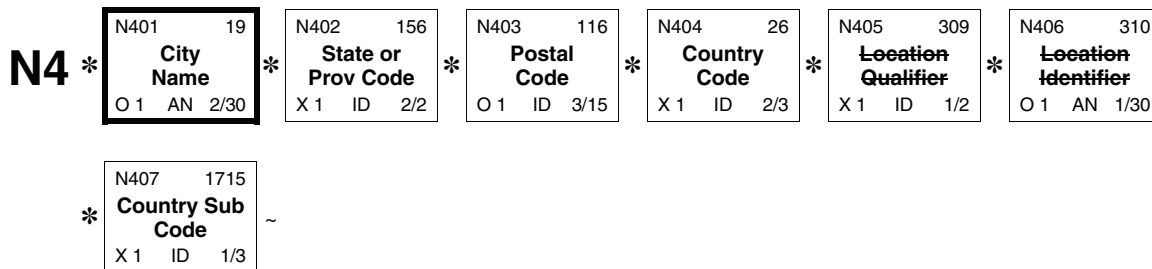 N401 19 N402 156 N403 116 N404 26 N405 309 N406 310
N4 * City Name * State or Prov Code * Postal Code * Country Code * Location Qualifier * Location Identifier
O 1 AN 2/30 X 1 ID 2/2 O 1 ID 3/15 X 1 ID 2/3 X 1 ID 1/2 O 1 AN 1/30
N407 1715
* Country Sub
Code ~
X 1 ID 1/3